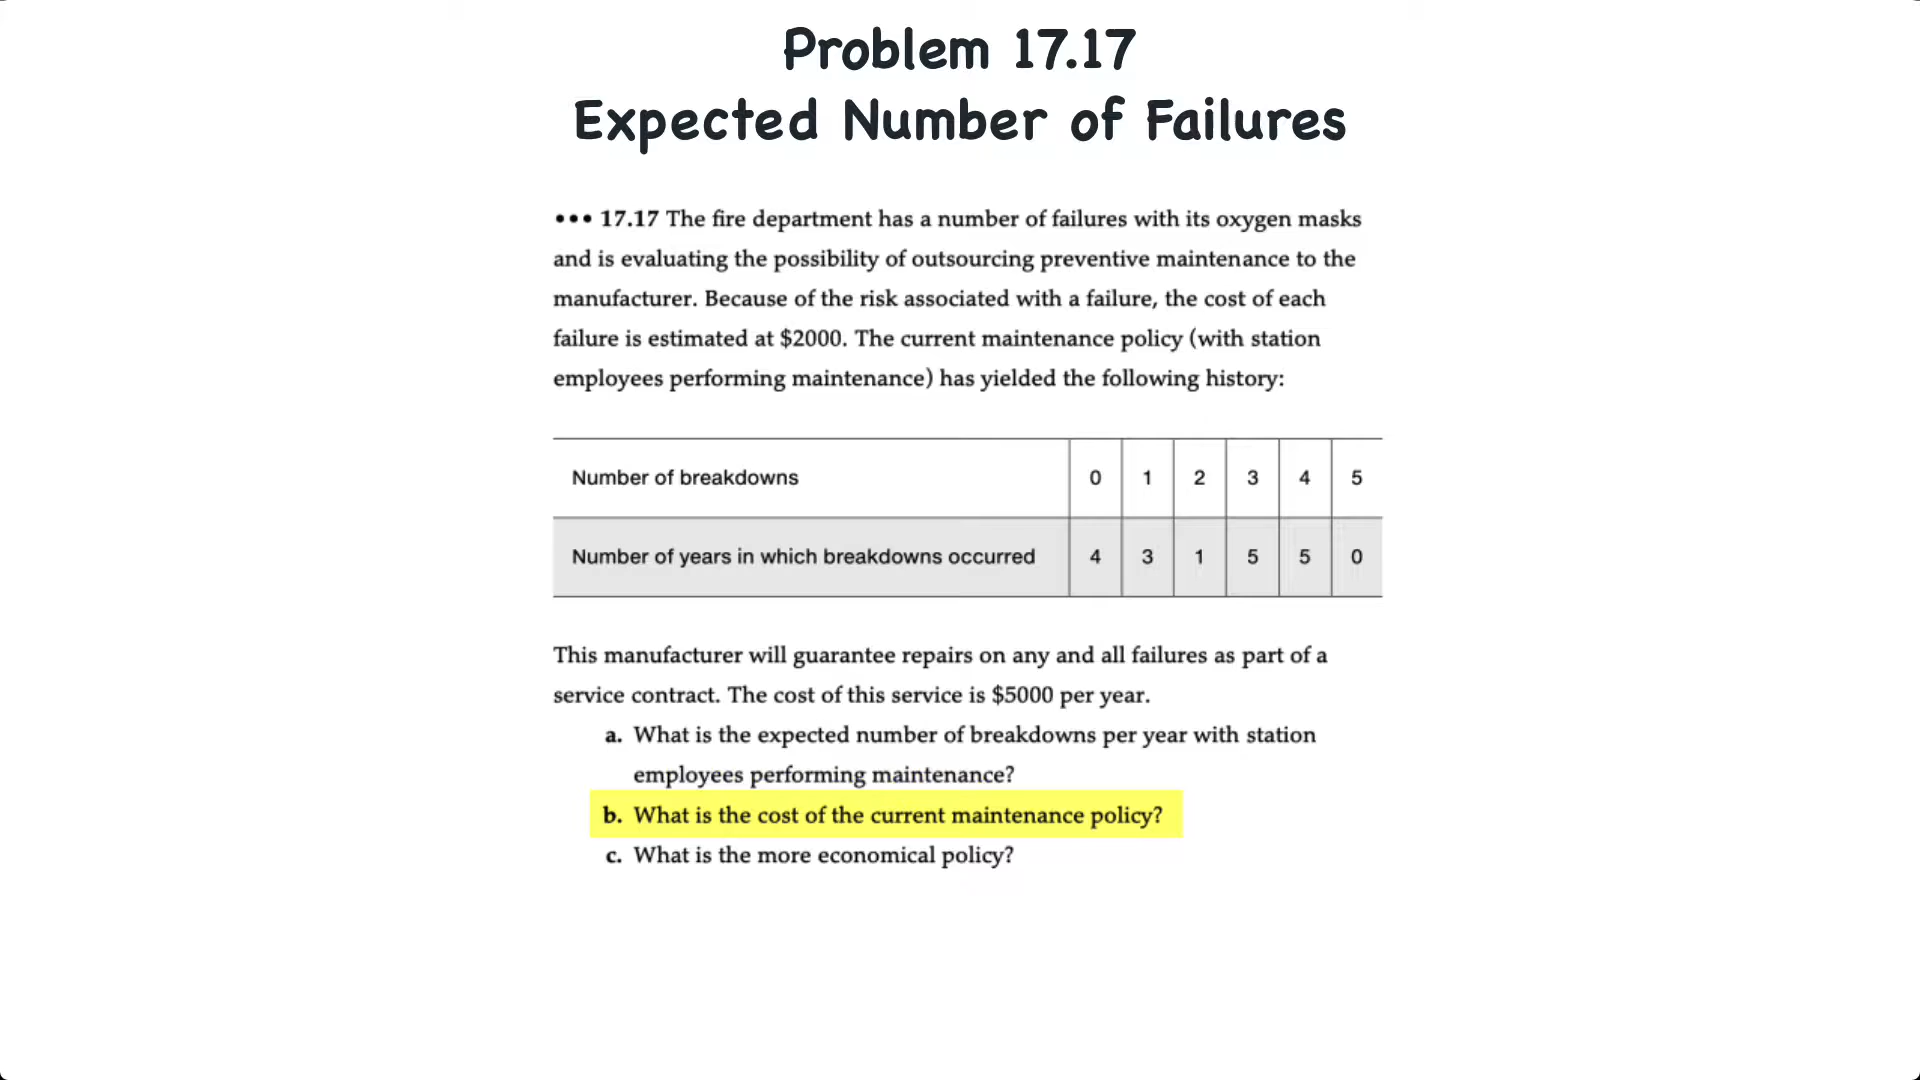 Problem 17.17
Expected Number of Failures
••• 17.17 The fire department has a number of failures with its oxygen masks
and is evaluating the possibility of outsourcing preventive maintenance to the
manufacturer. Because of the risk associated with a failure, the cost of each
failure is estimated at $2000. The current maintenance policy (with station
employees performing maintenance) has yielded the following history:
Number of breakdowns 0 1 2 3 4 5
Number of years in which breakdowns occurred 4 3 1 5 5 0
This manufacturer will guarantee repairs on any and all failures as part of a
service contract. The cost of this service is $5000 per year.
a. What is the expected number of breakdowns per year with station
employees performing maintenance?
b. What is the cost of the current maintenance policy?
c. What is the more economical policy?